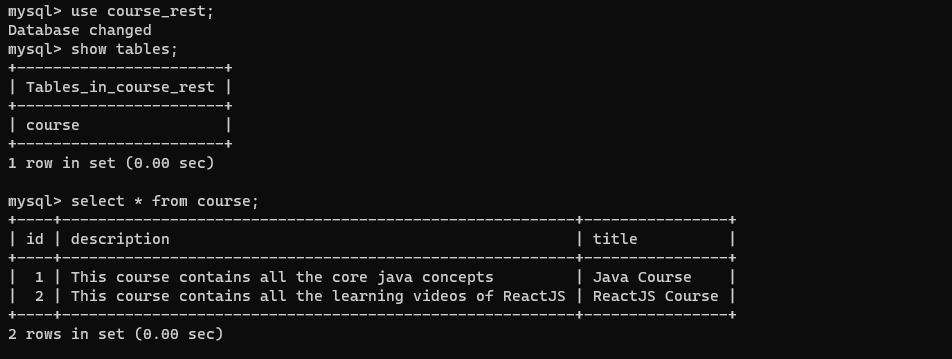 mysql> use course_rest;
Database changed
mysql> show tables;
+-----------------------+
| Tables_in_course_rest |
+-----------------------+
| course                |
+-----------------------+
1 row in set (0.00 sec)

mysql> select * from course;
+----+---------------------------------------------------------+----------------+
| id | description                                             | title          |
+----+---------------------------------------------------------+----------------+
|  1 | This course contains all the core java concepts         | Java Course    |
|  2 | This course contains all the learning videos of ReactJS | ReactJS Course |
+----+---------------------------------------------------------+----------------+
2 rows in set (0.00 sec)